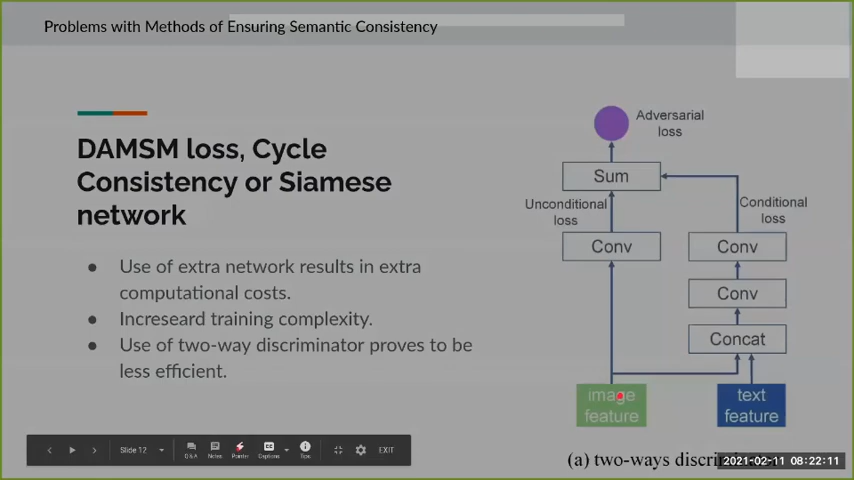 Problems with Methods of Ensuring Semantic Consistency
DAMSM loss, Cycle
Consistency or Siamese
network
● Use of extra network results in extra
computational costs.
● Increseard training complexity.
● Use of two-way discriminator proves to be
less efficient.
Adversarial
loss
Sum
Unconditional
loss
Conditional
loss
Conv
Conv
Conv
Concat
image
feature
text
feature
(a) two-ways discri
2021-02-11 08:22:11
Slide 12
Q&A
Notes
Pointer
Captions
Tips
EXIT